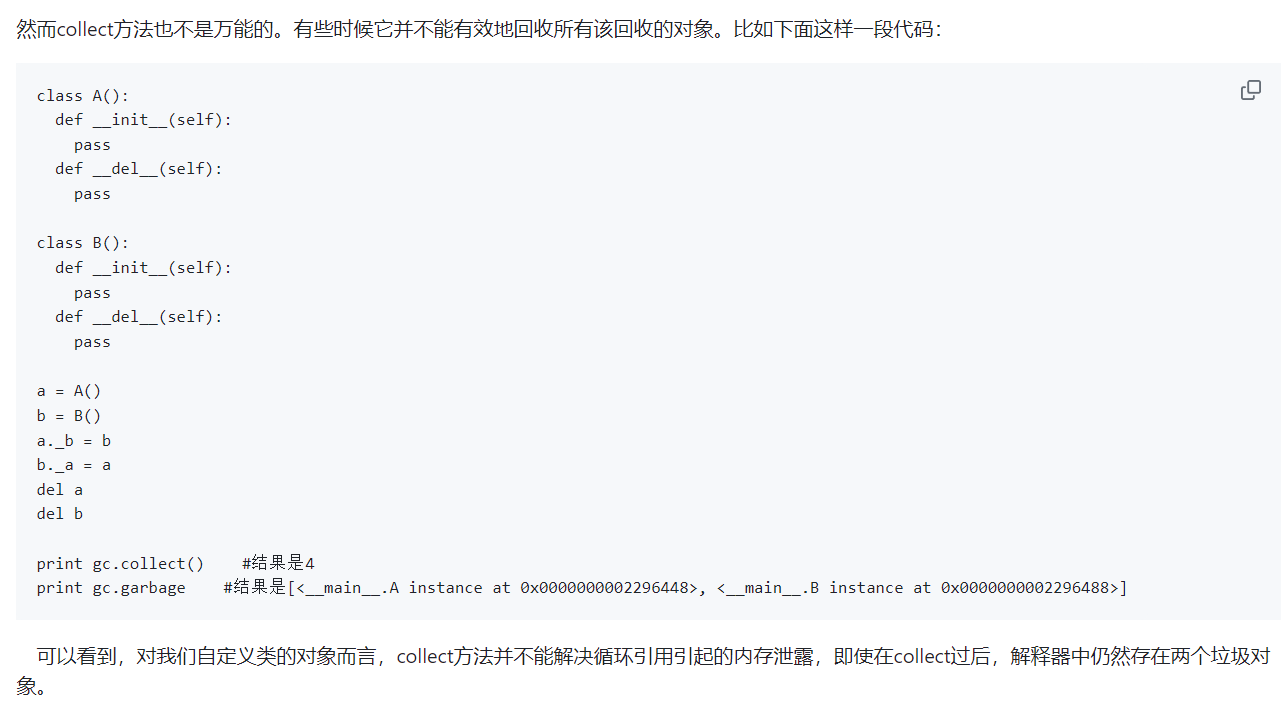 然而collect方法也不是万能的。有些时候它并不能有效地回收所有该回收的对象。比如下面这样一段代码：
class A():
  def __init__(self):
    pass
  def __del__(self):
    pass
class B():
  def __init__(self):
    pass
  def __del__(self):
    pass
a = A()
b = B()
a._b = b
b._a = a
del a
del b
print gc.collect()    #结果是4
print gc.garbage    #结果是[<__main__.A instance at 0x0000000002296448>, <__main__.B instance at 0x0000000002296488>]
可以看到，对我们自定义类的对象而言，collect方法并不能解决循环引用引起的内存泄露，即使在collect过后，解释器中仍然存在两个垃圾对
象。